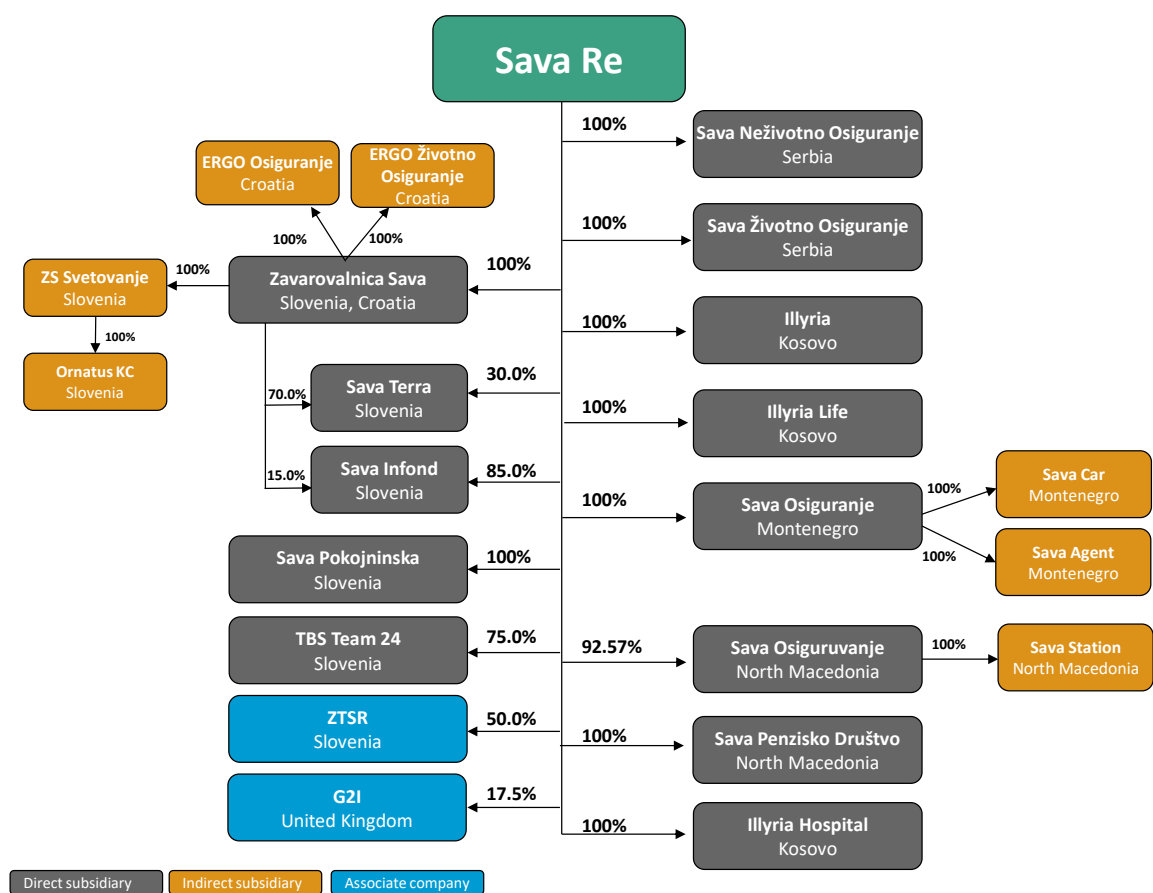 Sava Re
100%
Sava Neživotno Osiguranje
Serbia
ERGO Osiguranje
Croatia
ERGO Životno
Osiguranje
Croatia
100%
Sava Životno Osiguranje
Serbia
100%
100%
ZS Svetovanje
Slovenia
100%
Zavarovalnica Sava
Slovenia, Croatia
100%
100%
Illyria
Kosovo
100%
Ornatus KC
Slovenia
70.0%
Sava Terra
Slovenia
30.0%
100%
Illyria Life
Kosovo
15.0%
Sava Infond
Slovenia
85.0%
100%
Sava Osiguranje
Montenegro
100%
Sava Car
Montenegro
100%
Sava Agent
Montenegro
Sava Pokojninska
Slovenia
100%
TBS Team 24
Slovenia
75.0%
92.57%
Sava Osiguruvanje
North Macedonia
100%
Sava Station
North Macedonia
ZTSR
Slovenia
50.0%
100%
Sava Penzisko Društvo
North Macedonia
G2I
United Kingdom
17.5%
100%
Illyria Hospital
Kosovo
Direct subsidiary
Indirect subsidiary
Associate company